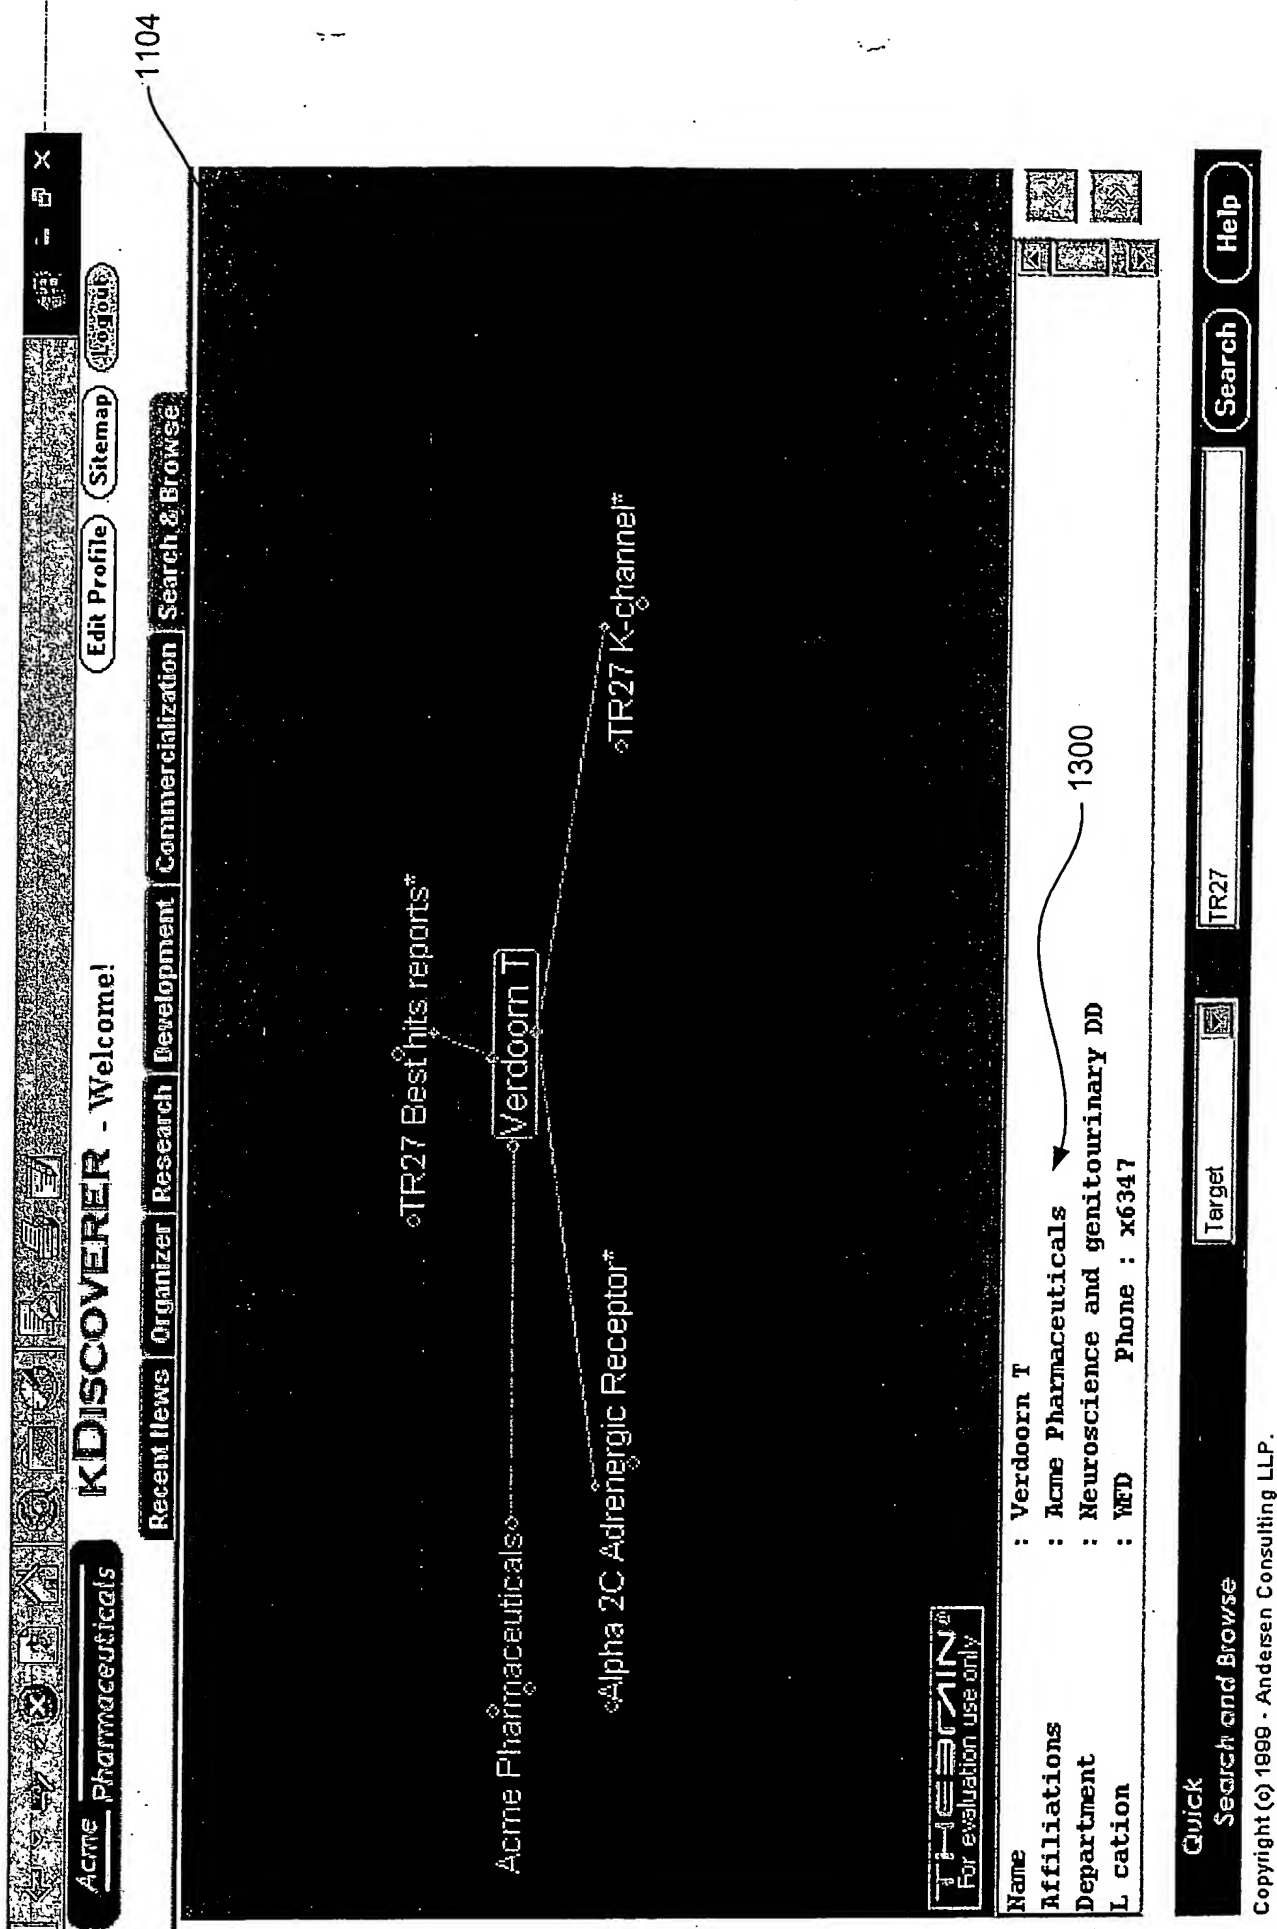 Acme
Pharmaceuticals
KDISCOVERER - Welcome!
Edit Profile Sitemap Logout
Recent News Organizer Research Development Commercialization Search & Browse
1104
TR27 Best hits reports*
Acme Pharmaceuticals
Verdoorn T
Alpha 2C Adrenergic Receptor*
TR27 K-channel*
THEBRAIN®
For evaluation use only
Name : Verdoorn T
Affiliations : Acme Pharmaceuticals
Department : Neuroscience and genitourinary DD
L cation : WFD Phone : x6347
1300
Quick
Search and Browse
Target TR27 Search Help
Copyright (c) 1999 - Andersen Consulting LLP.